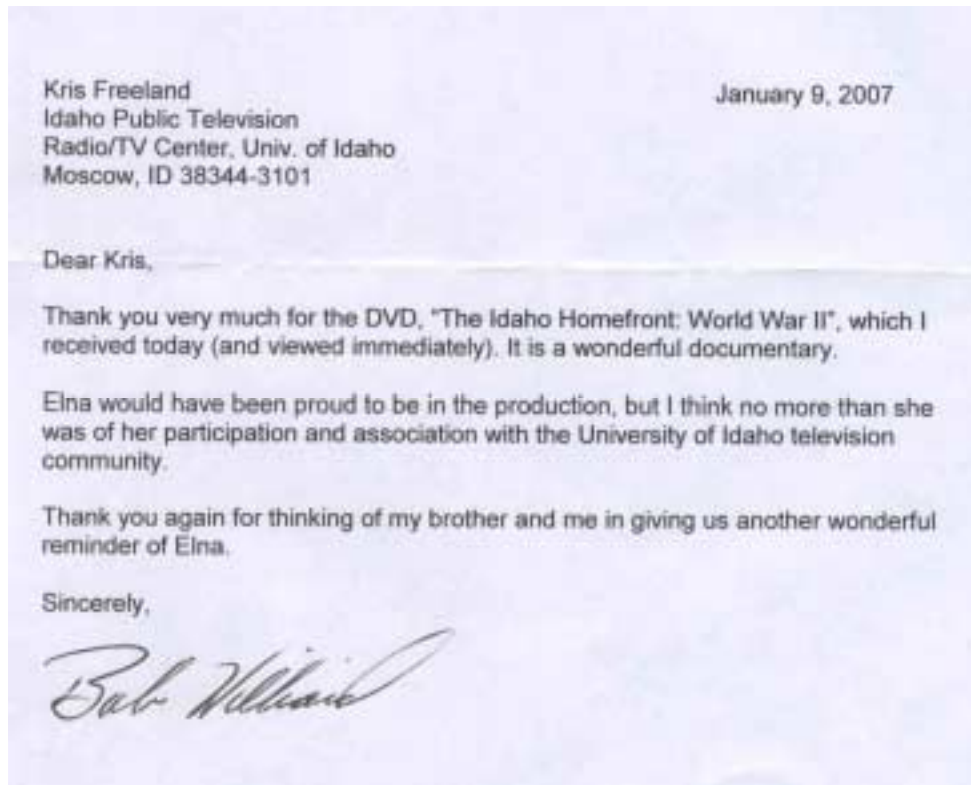 Kris Freeland
January 9, 2007
Idaho Public Television
Radio/TV Center, Univ. of Idaho
Moscow, ID 38344-3101
Dear Kris,
Thank you very much for the DVD, "The Idaho Homefront: World War II", which I
received today (and viewed immediately). It is a wonderful documentary.
Elna would have been proud to be in the production, but I think no more than she
was of her participation and association with the University of Idaho television
community.
Thank you again for thinking of my brother and me in giving us another wonderful
reminder of Elna.
Sincerely,